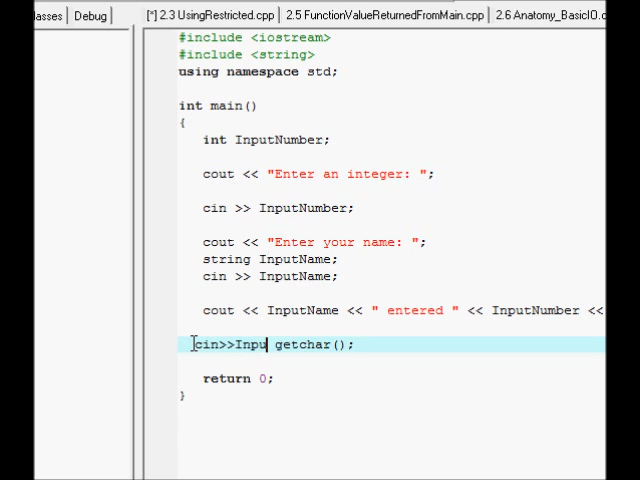 lasses Debug [*] 2.3 UsingRestricted.cpp 2.5 FunctionValueReturnedFromMain.cpp 2.6 Anatomy_BasicIO.c
#include <iostream>
#include <string>
using namespace std;
int main()
{
int InputNumber;
cout << "Enter an integer: ";
cin >> InputNumber;
cout << "Enter your name: ";
string InputName;
cin >> InputName;
cout << InputName << " entered " << InputNumber <<
cin>>Inpu getchar();
return 0;
}